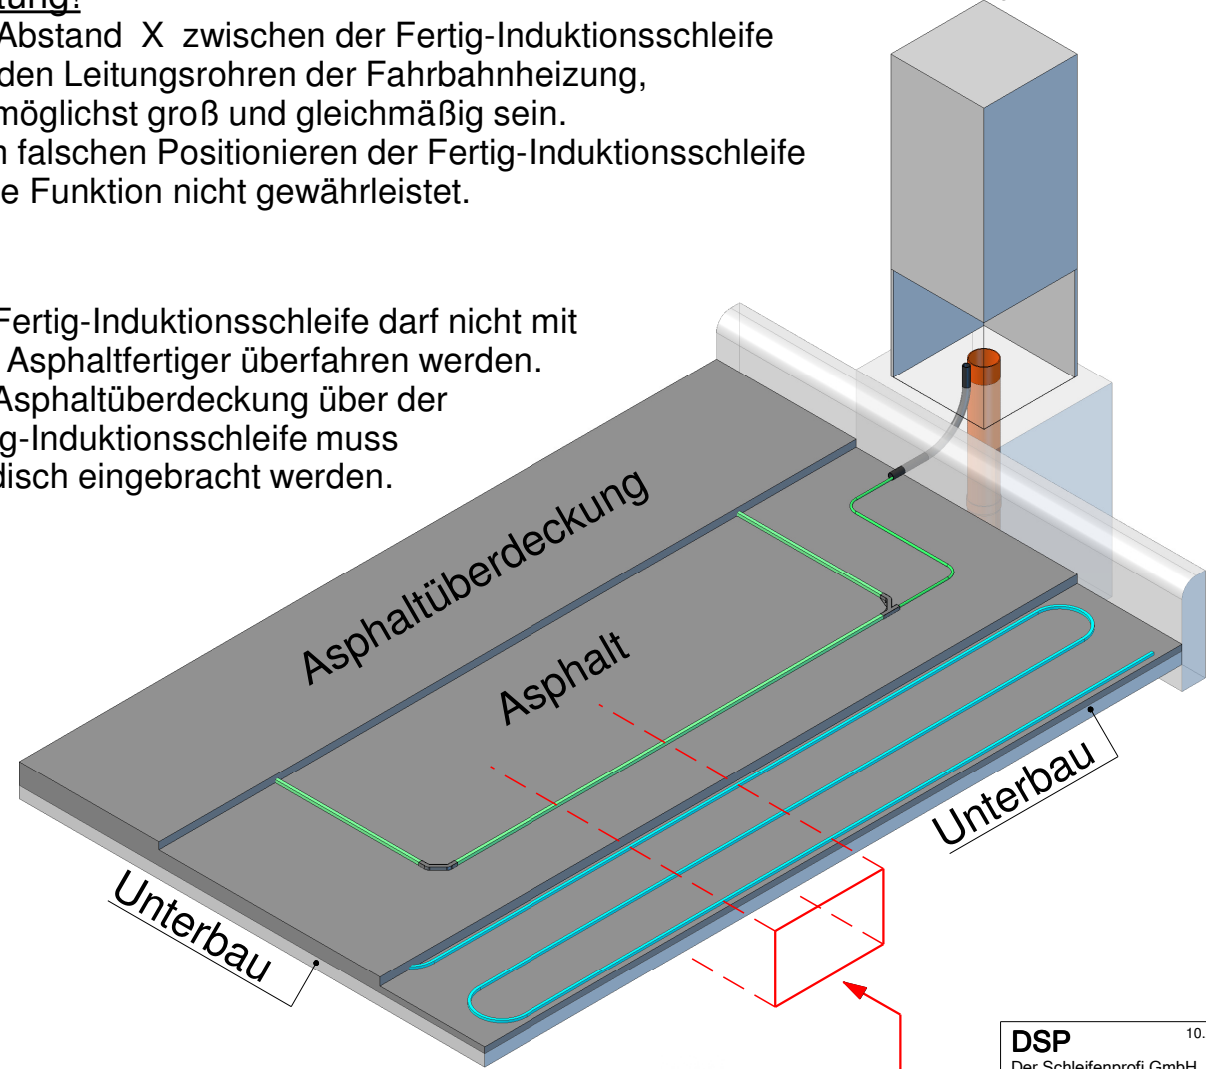 Abstand X zwischen der Fertig-Induktionsschleife
den Leitungsrohren der Fahrbahnheizung,
möglichst groß und gleichmäßig sein.
falschen Positionieren der Fertig-Induktionsschleife
e Funktion nicht gewährleistet.
Fertig-Induktionsschleife darf nicht mit
Asphaltfertiger überfahren werden.
Asphaltüberdeckung über der
g-Induktionsschleife muss
disch eingebracht werden.
Asphaltüberdeckung
Asphalt
Unterbau
Unterbau
DSP
10.
Der Schleifenprofi GmbH